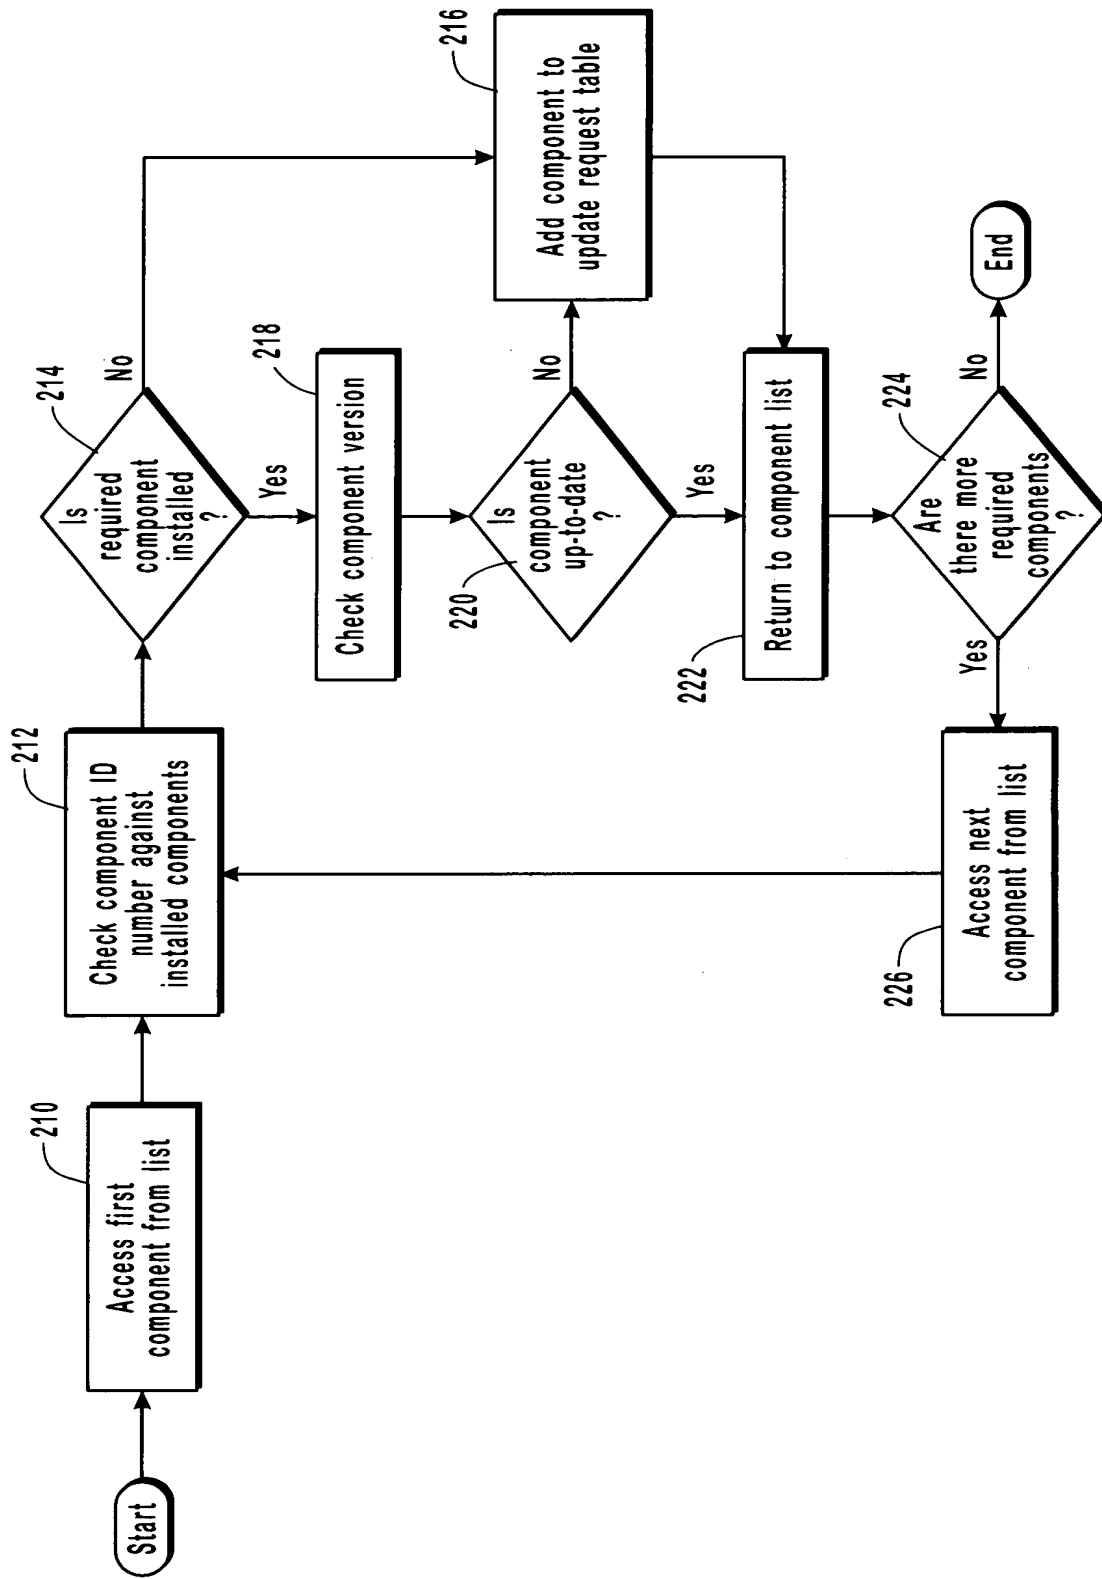 Start
210
Access first
component from list
212
Check component ID
number against
installed components
214
Is
required
component
installed
?
No
Yes
216
Add component to
update request table
218
Check component version
220
Is
component
up-to-date
?
No
Yes
222
Return to component list
224
Are
there more
required
components
?
No
End
Yes
226
Access next
component from list